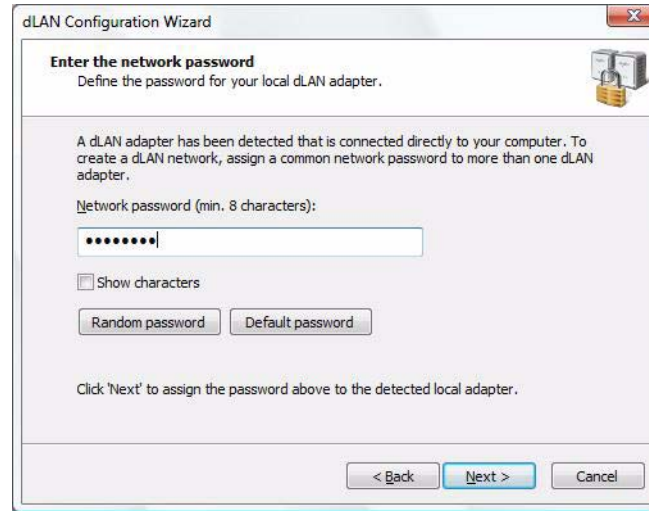 dLAN Configuration Wizard
Enter the network password
Define the password for your local dLAN adapter.
A dLAN adapter has been detected that is connected directly to your computer. To
create a dLAN network, assign a common network password to more than one dLAN
adapter.
Network password (min. 8 characters):
••••••••
Show characters
Random password Default password
Click 'Next' to assign the password above to the detected local adapter.
< Back Next > Cancel